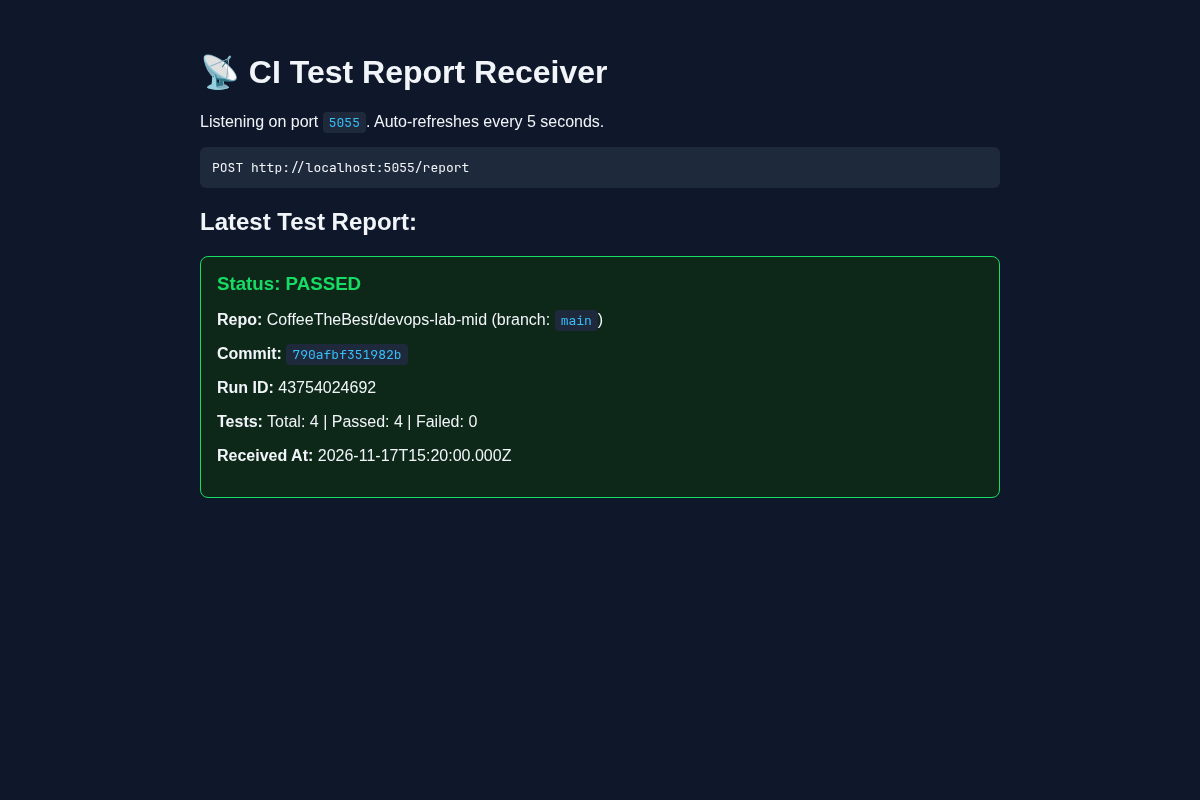 📡 CI Test Report Receiver
Listening on port 5055. Auto-refreshes every 5 seconds.
POST http://localhost:5055/report
Latest Test Report:
Status: PASSED
Repo: CoffeeTheBest/devops-lab-mid (branch: main)
Commit: 790afbf351982b
Run ID: 43754024692
Tests: Total: 4 | Passed: 4 | Failed: 0
Received At: 2026-11-17T15:20:00.000Z